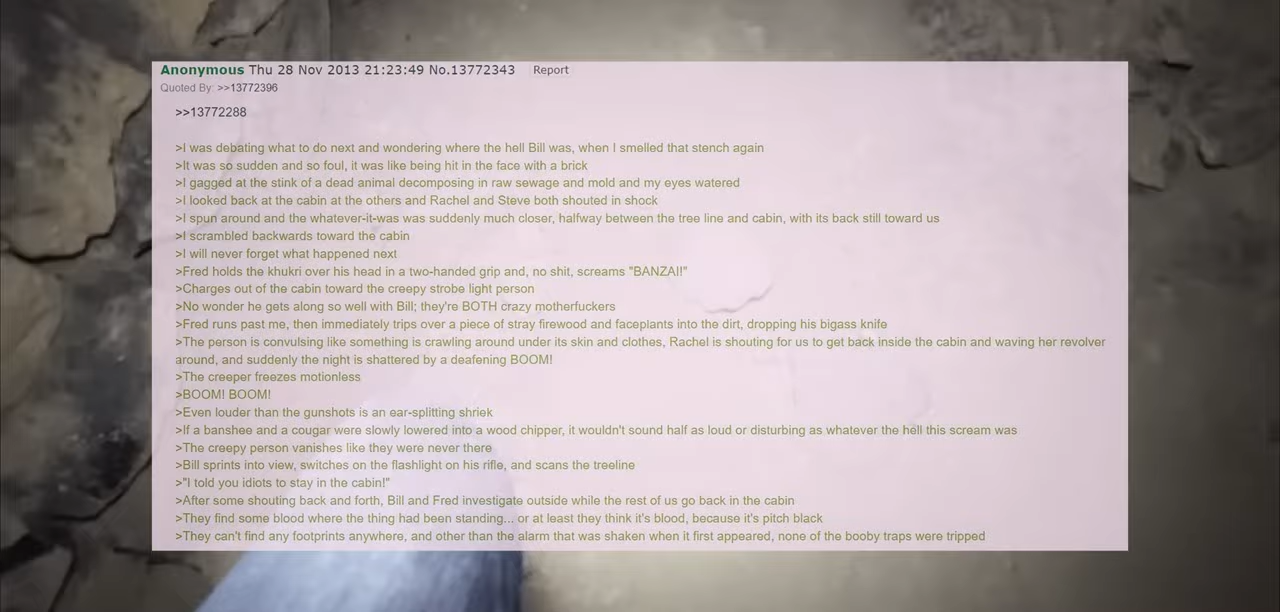 Anonymous Thu 28 Nov 2013 21:23:49 No.13772343 Report
Quoted By: >>13772396
>>13772288
>I was debating what to do next and wondering where the hell Bill was, when I smelled that stench again
>It was so sudden and so foul, it was like being hit in the face with a brick
>I gagged at the stink of a dead animal decomposing in raw sewage and mold and my eyes watered
>I looked back at the cabin at the others and Rachel and Steve both shouted in shock
>I spun around and the whatever-it-was was suddenly much closer, halfway between the tree line and cabin, with its back still toward us
>I scrambled backwards toward the cabin
>I will never forget what happened next
>Fred holds the khukri over his head in a two-handed grip and, no shit, screams "BANZAI!"
>Charges out of the cabin toward the creepy strobe light person
>No wonder he gets along so well with Bill; they're BOTH crazy motherfuckers
>Fred runs past me, then immediately trips over a piece of stray firewood and faceplants into the dirt, dropping his bigass knife
>The person is convulsing like something is crawling around under its skin and clothes, Rachel is shouting for us to get back inside the cabin and waving her revolver
around, and suddenly the night is shattered by a deafening BOOM!
>The creeper freezes motionless
>BOOM! BOOM!
>Even louder than the gunshots is an ear-splitting shriek
>If a banshee and a cougar were slowly lowered into a wood chipper, it wouldn't sound half as loud or disturbing as whatever the hell this scream was
>The creepy person vanishes like they were never there
>Bill sprints into view, switches on the flashlight on his rifle, and scans the treeline
>"I told you idiots to stay in the cabin!"
>After some shouting back and forth, Bill and Fred investigate outside while the rest of us go back in the cabin
>They find some blood where the thing had been standing... or at least they think it's blood, because it's pitch black
>They can't find any footprints anywhere, and other than the alarm that was shaken when it first appeared, none of the booby traps were tripped